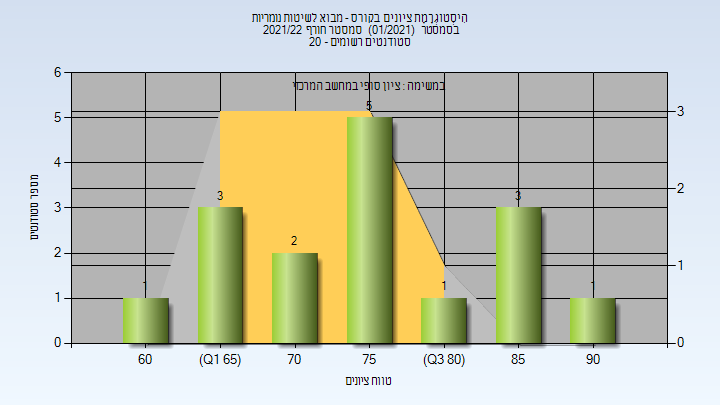 היסטוגרמת ציונים בקורס - מבוא לשיטות נומריות
בסמסטר (01/2021) סמסטר חורף 2021/22
סטודנטים רשומים - 20
במשימה : ציון סופי במחשב המרכזי
מספר סטודנטים
6
5
4
3
2
1
0
3
2
1
0
1
3
2
5
1
3
1
60
(Q1 65)
70
75
(Q3 80)
85
90
טווח ציונים